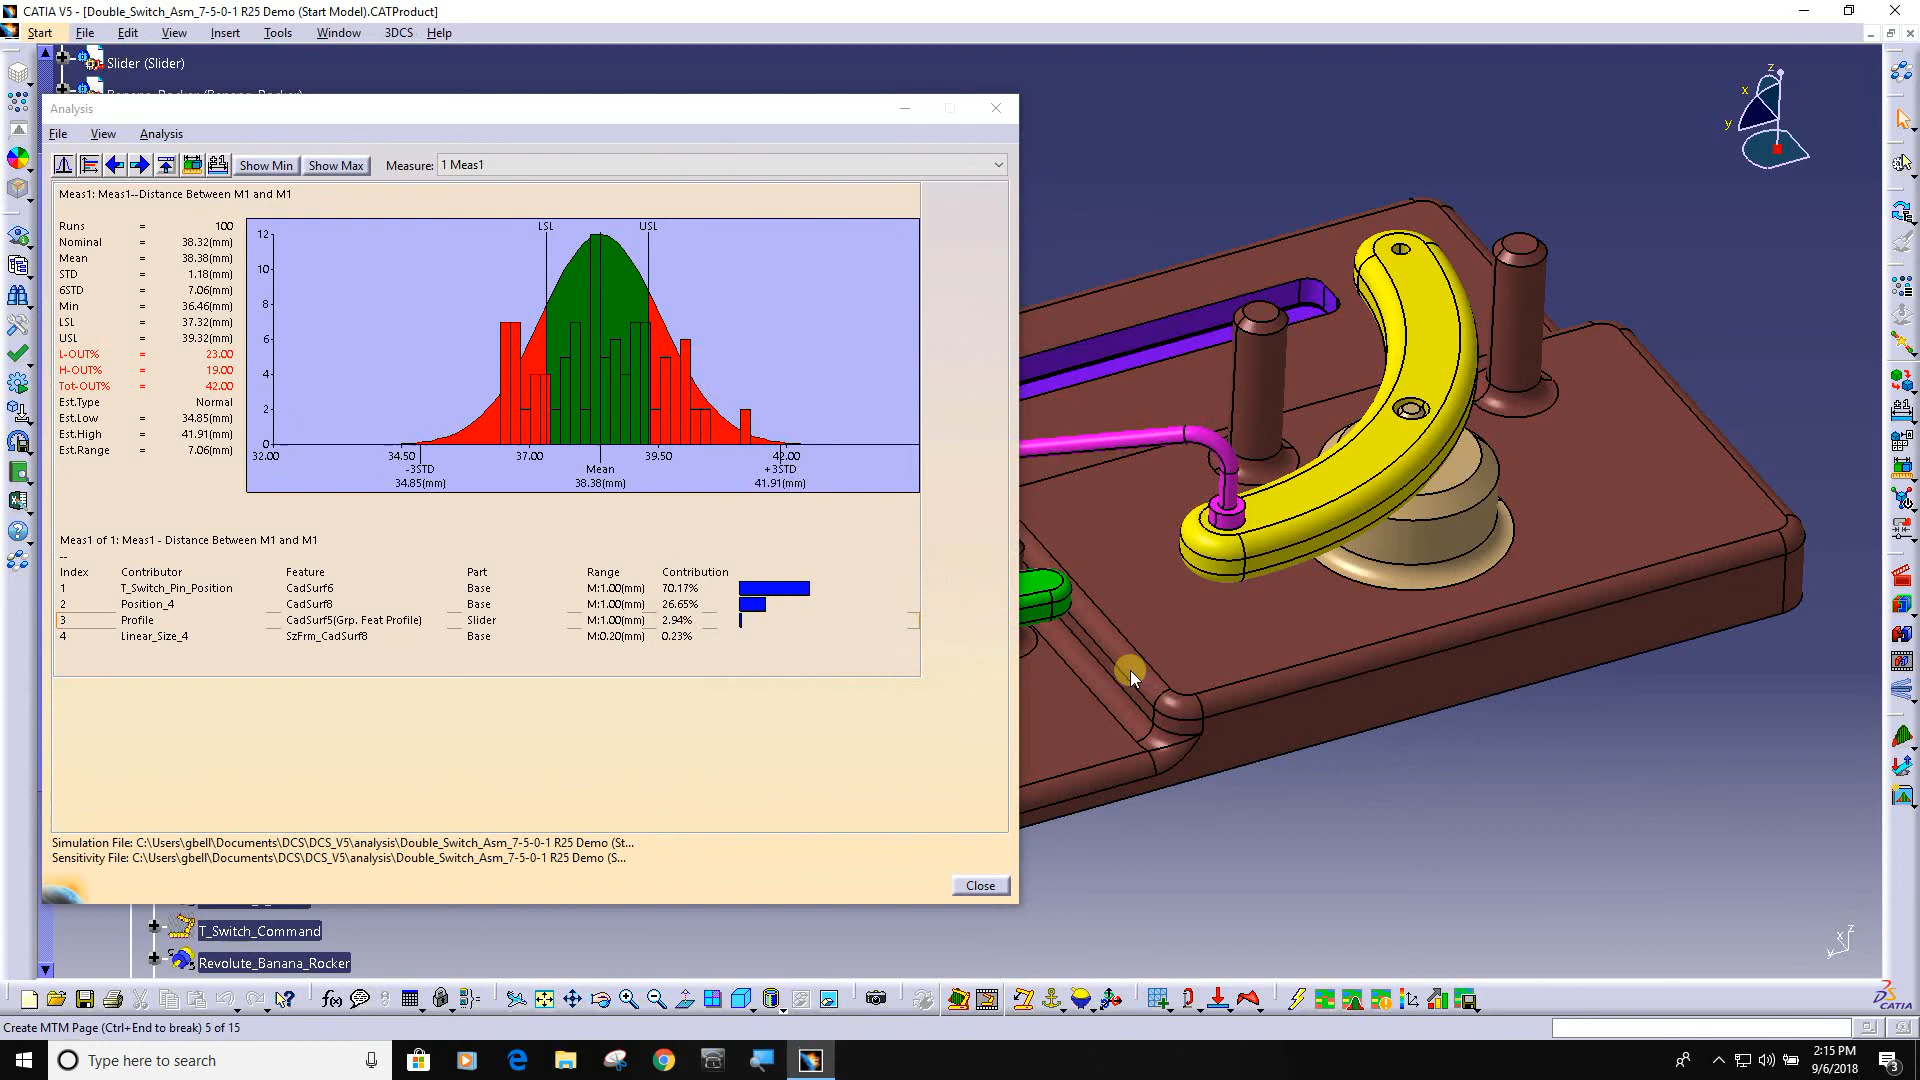 CATIA V5 - [Double_Switch_Asm_7-5-0-1 R25 Demo (Start Model).CATProduct]
Start File Edit View Insert Tools Window 3DCS Help
Slider (Slider)
Analysis
File View Analysis
Show Min Show Max Measure: 1 Meas1
Meas1: Meas1--Distance Between M1 and M1
Runs = 100
Nominal = 38.32(mm)
Mean = 38.38(mm)
STD = 1.18(mm)
6STD = 7.06(mm)
Min = 36.46(mm)
LSL = 37.32(mm)
USL = 39.32(mm)
L-OUT% = 23.00
H-OUT% = 19.00
Tot-OUT% = 42.00
Est.Type Normal
Est.Low = 34.85(mm)
Est.High = 41.91(mm)
Est.Range = 7.06(mm)
LSL USL
12
10
8
6
4
2
0
32.00 34.50 37.00 39.50 42.00
-3STD Mean +3STD
34.85(mm) 38.38(mm) 41.91(mm)
Meas1 of 1: Meas1 - Distance Between M1 and M1
--
Index Contributor Feature Part Range Contribution
1 T_Switch_Pin_Position CadSurf6 Base M:1.00(mm) 70.17%
2 Position_4 CadSurf8 Base M:1.00(mm) 26.65%
3 Profile CadSurf5(Grp. Feat Profile) Slider M:1.00(mm) 2.94%
4 Linear_Size_4 SzFrm_CadSurf8 Base M:0.20(mm) 0.23%
Simulation File: C:\Users\gbell\Documents\DCS\DCS_V5\analysis\Double_Switch_Asm_7-5-0-1 R25 Demo (St...
Sensitivity File: C:\Users\gbell\Documents\DCS\DCS_V5\analysis\Double_Switch_Asm_7-5-0-1 R25 Demo (S...
Close
T_Switch_Command
Revolute_Banana_Rocker
z
x
y
x z
y
f(x)
CATIA
Create MTM Page (Ctrl+End to break) 5 of 15
Type here to search
2:15 PM
9/6/2018
3